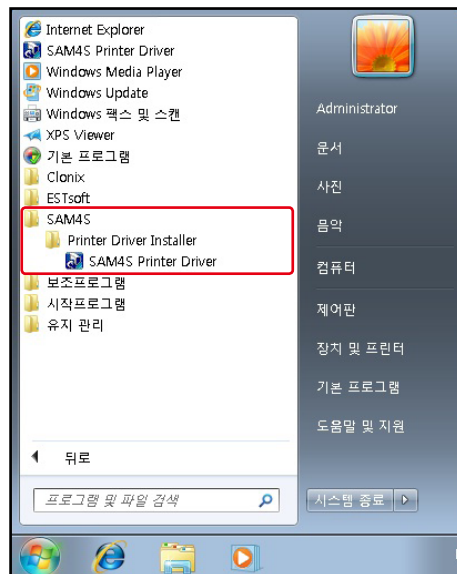 Internet Explorer
SAM4S Printer Driver
Windows Media Player
Windows Update
Windows 팩스 및 스캔
XPS Viewer
기본 프로그램
Clonix
ESTsoft
SAM4S
Printer Driver Installer
SAM4S Printer Driver
보조프로그램
시작프로그램
유지 관리
뒤로
프로그램 및 파일 검색
Administrator
문서
사진
음악
컴퓨터
제어판
장치 및 프린터
기본 프로그램
도움말 및 지원
시스템 종료